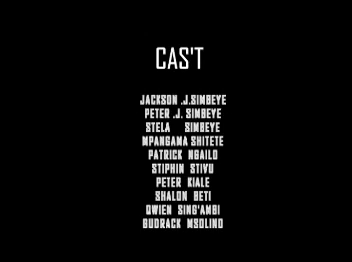 CAS'T
JACKSON .J.SIMBEYE
PETER .J. SIMBEYE
STELA SIMBEYE
MPANGAMA SHITETE
PATRICK NGAILO
STIPHIN STIVU
PETER KIALE
SHALON BETI
QWIEN SING'AMBI
BUDRACK MSOLINO